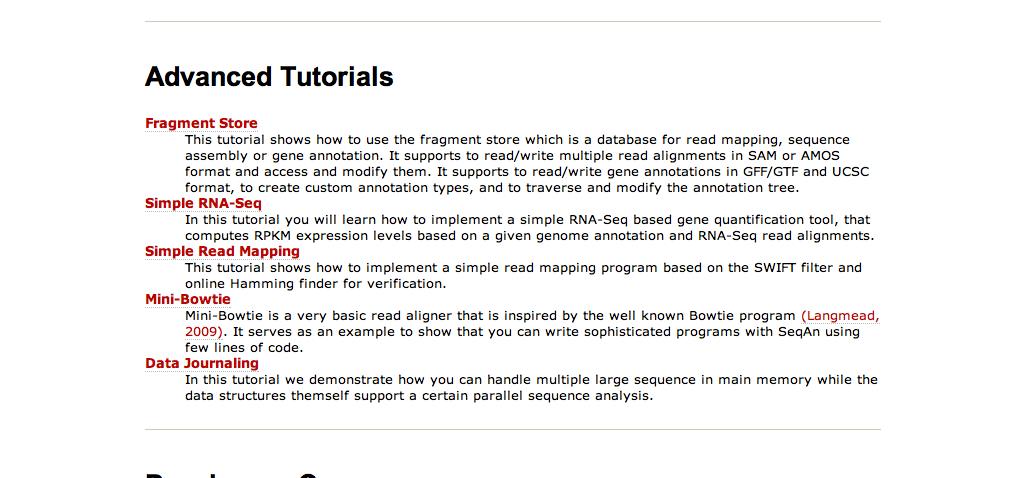 Advanced Tutorials
Fragment Store
This tutorial shows how to use the fragment store which is a database for read mapping, sequence
assembly or gene annotation. It supports to read/write multiple read alignments in SAM or AMOS
format and access and modify them. It supports to read/write gene annotations in GFF/GTF and UCSC
format, to create custom annotation types, and to traverse and modify the annotation tree.
Simple RNA-Seq
In this tutorial you will learn how to implement a simple RNA-Seq based gene quantification tool, that
computes RPKM expression levels based on a given genome annotation and RNA-Seq read alignments.
Simple Read Mapping
This tutorial shows how to implement a simple read mapping program based on the SWIFT filter and
online Hamming finder for verification.
Mini-Bowtie
Mini-Bowtie is a very basic read aligner that is inspired by the well known Bowtie program (Langmead,
2009). It serves as an example to show that you can write sophisticated programs with SeqAn using
few lines of code.
Data Journaling
In this tutorial we demonstrate how you can handle multiple large sequence in main memory while the
data structures themself support a certain parallel sequence analysis.